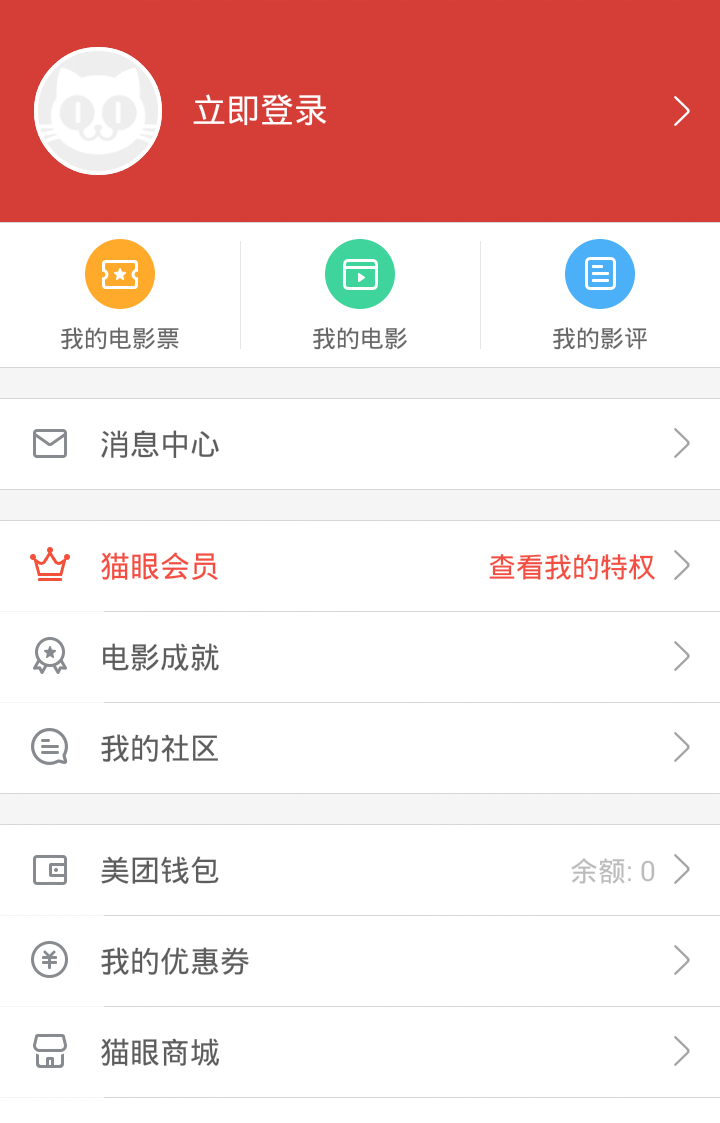 立即登录
我的电影票
我的电影
我的影评
消息中心
猫眼会员 查看我的特权
电影成就
我的社区
美团钱包 余额: 0
我的优惠券
猫眼商城